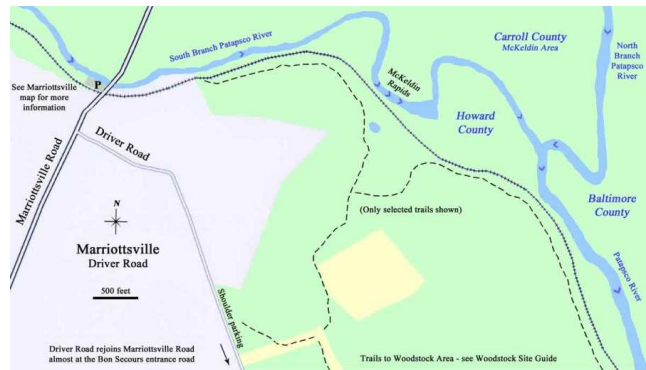 South Branch Patapsco River
Carroll County
McKeldin Area
North
Branch
Patapsco
River
P
See Marriottsville
map for more
information
McKeldin
Rapids
Howard
County
Driver Road
Marriottsville Road
Baltimore
County
(Only selected trails shown)
N
Marriottsville
Driver Road
500 feet
Patapsco River
Shoulder parking
Driver Road rejoins Marriottsville Road
almost at the Bon Secours entrance road
Trails to Woodstock Area - see Woodstock Site Guide